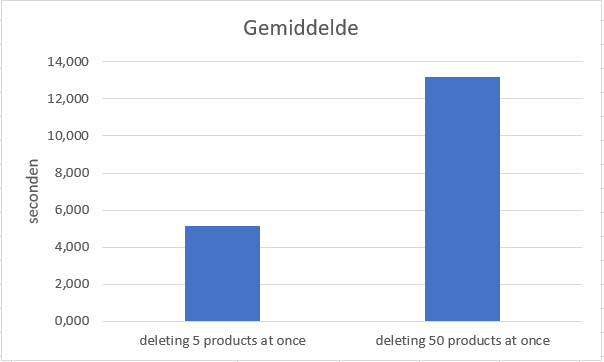 Gemiddelde
14,000
12,000
10,000
8,000
6,000
4,000
2,000
0,000
seconden
deleting 5 products at once
deleting 50 products at once